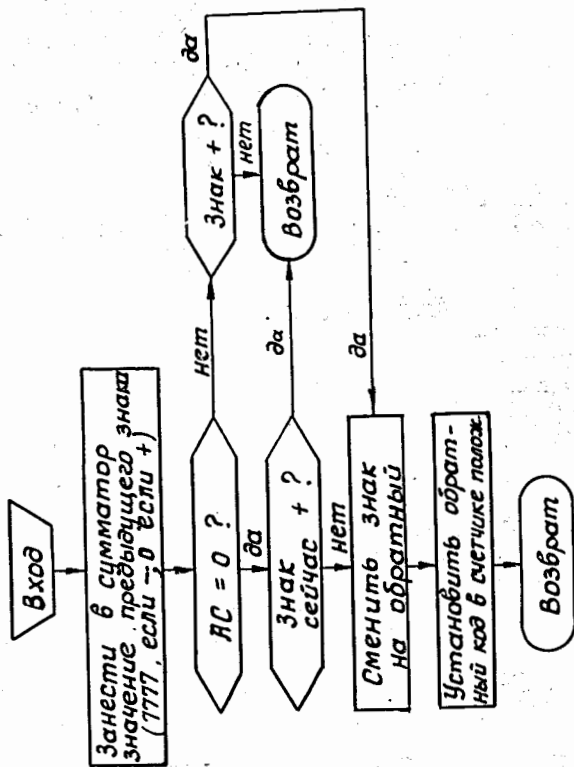 Вход
Занести в сумматор
значение предыдущего знака
(7777, если -; 0 если +)
АС = 0 ?
нет
Знак + ?
да
да
нет
Знак
сейчас + ?
да
Возврат
нет
Сменить знак
на обратный
да
Установить обрат-
ный код в счетчике полож.
Возврат